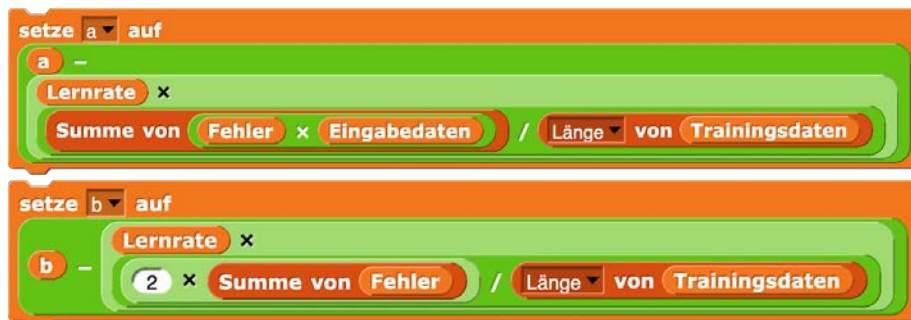 setze a auf
a −
Lernrate ×
Summe von Fehler × Eingabedaten / Länge von Trainingsdaten
setze b auf
Lernrate ×
b −
2 × Summe von Fehler / Länge von Trainingsdaten